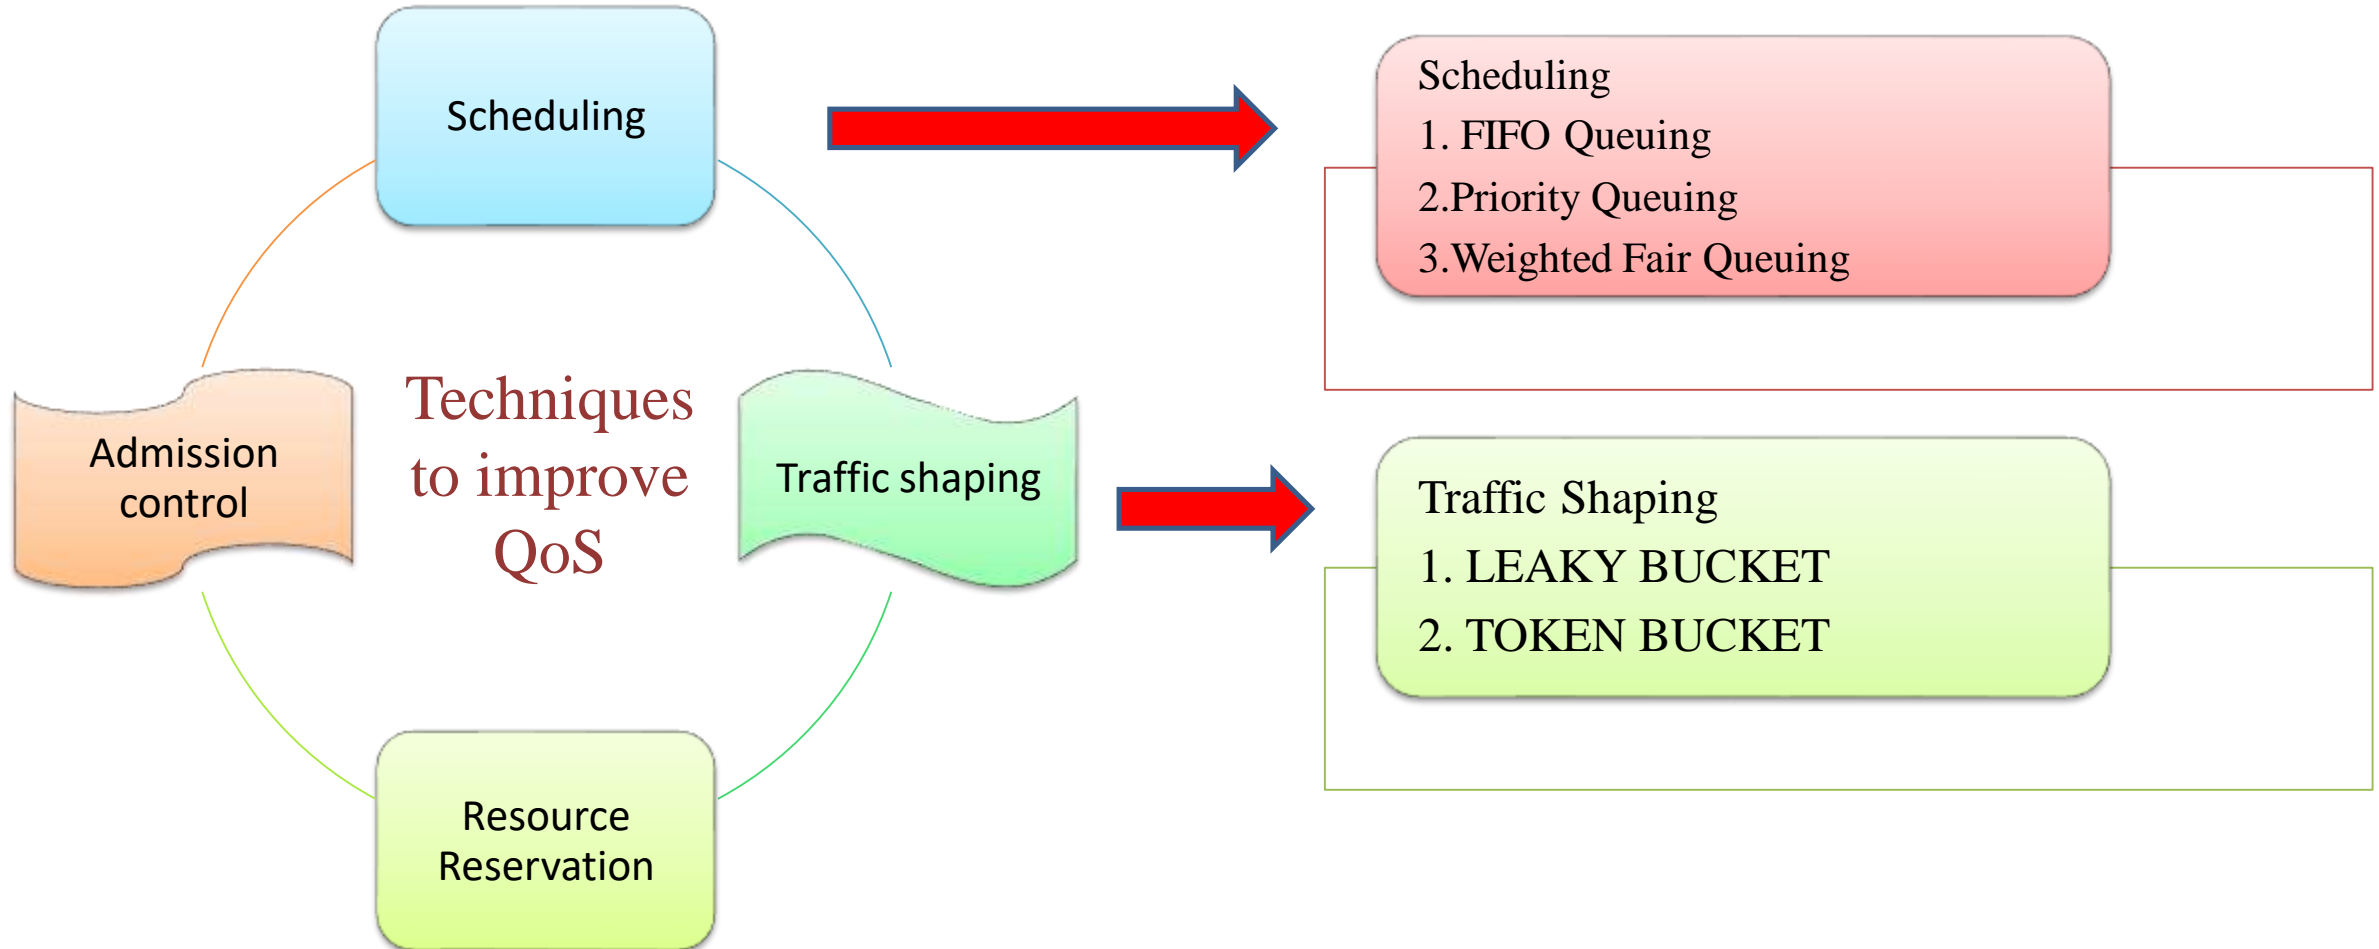 Scheduling
Admission
control
Techniques
to improve
QoS
Traffic shaping
Resource
Reservation
Scheduling
1. FIFO Queuing
2.Priority Queuing
3.Weighted Fair Queuing
Traffic Shaping
1. LEAKY BUCKET
2. TOKEN BUCKET